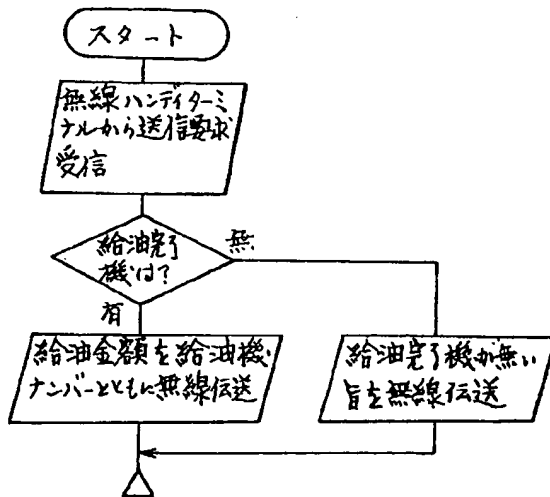 スタート
無線ハンディターミ
ナルから送信要求
受信
給油完了
機は?
無
有
給油金額を給油機
ナンバーとともに無線伝送
給油完了機が無い
旨を無線伝送